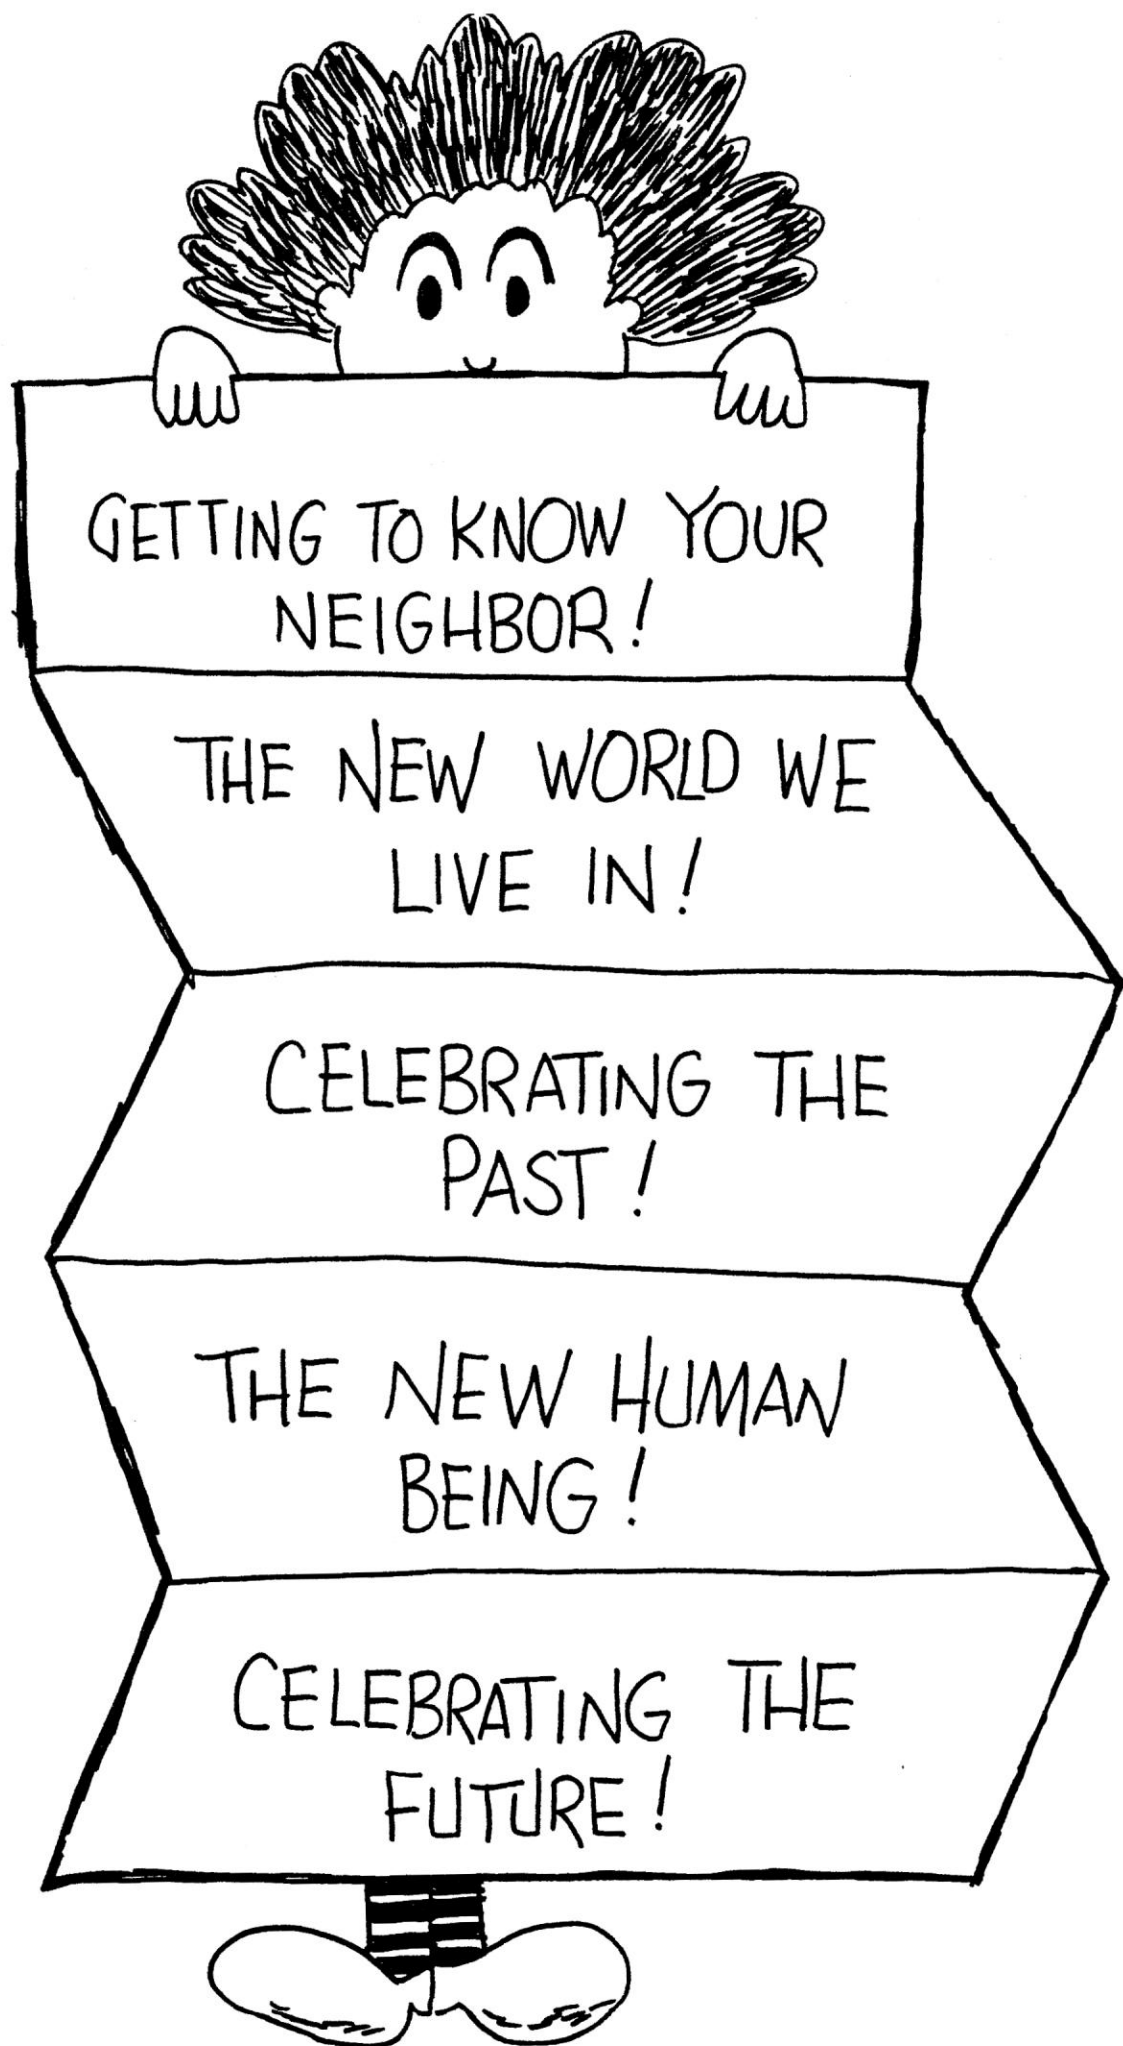 GETTING TO KNOW YOUR
NEIGHBOR!
THE NEW WORLD WE
LIVE IN!
CELEBRATING THE
PAST!
THE NEW HUMAN
BEING!
CELEBRATING THE
FUTURE!